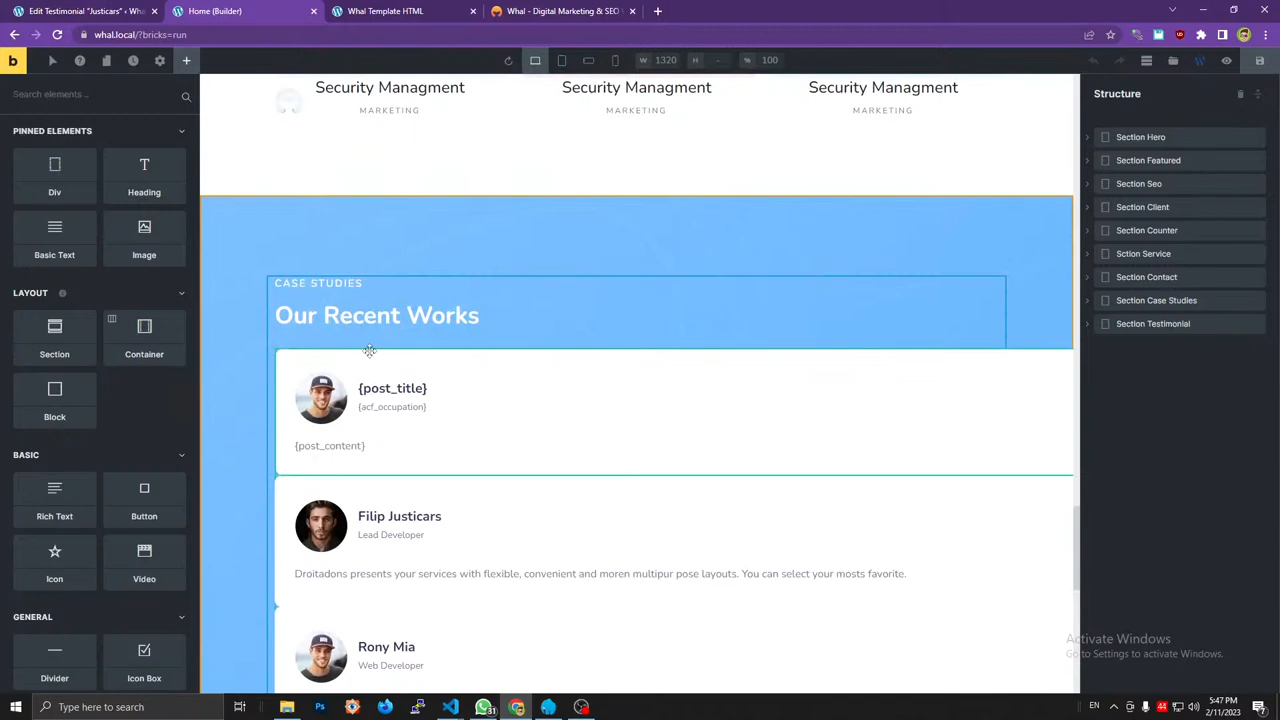 Edit Testimonial “Justicars” ‹ Wha
Home (Builder)
Whal Template HTML
Whal - Digital Marketing & SEO
whal.local/?bricks=run
b
W 1320 H - % 100
Search elements ...
PINNED ELEMENTS
Div
Heading
Basic Text
Image
LAYOUT
Section
Container
Block
BASIC
Rich Text
Button
Icon
Video
GENERAL
Divider
Icon Box
Security Managment
MARKETING
Security Managment
MARKETING
Security Managment
MARKETING
CASE STUDIES
Our Recent Works
{post_title}
{acf_occupation}
{post_content}
Filip Justicars
Lead Developer
Droitadons presents your services with flexible, convenient and moren multipur pose layouts. You can select your mosts favorite.
Rony Mia
Web Developer
Structure
Section Hero
Section Featured
Section Seo
Section Client
Section Counter
Sction Service
Section Contact
Section Case Studies
Section Testimonial
Activate Windows
Go to Settings to activate Windows.
Type here to search
31
EN
44
5:47 PM
2/11/2023